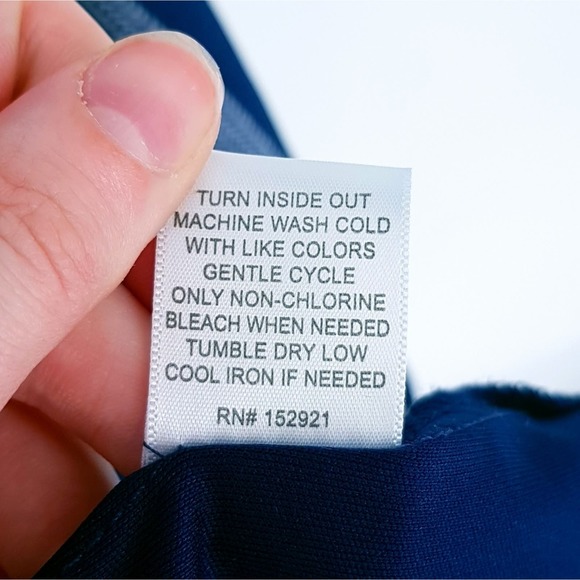 TURN INSIDE OUT
MACHINE WASH COLD
WITH LIKE COLORS
GENTLE CYCLE
ONLY NON-CHLORINE
BLEACH WHEN NEEDED
TUMBLE DRY LOW
COOL IRON IF NEEDED
RN# 152921